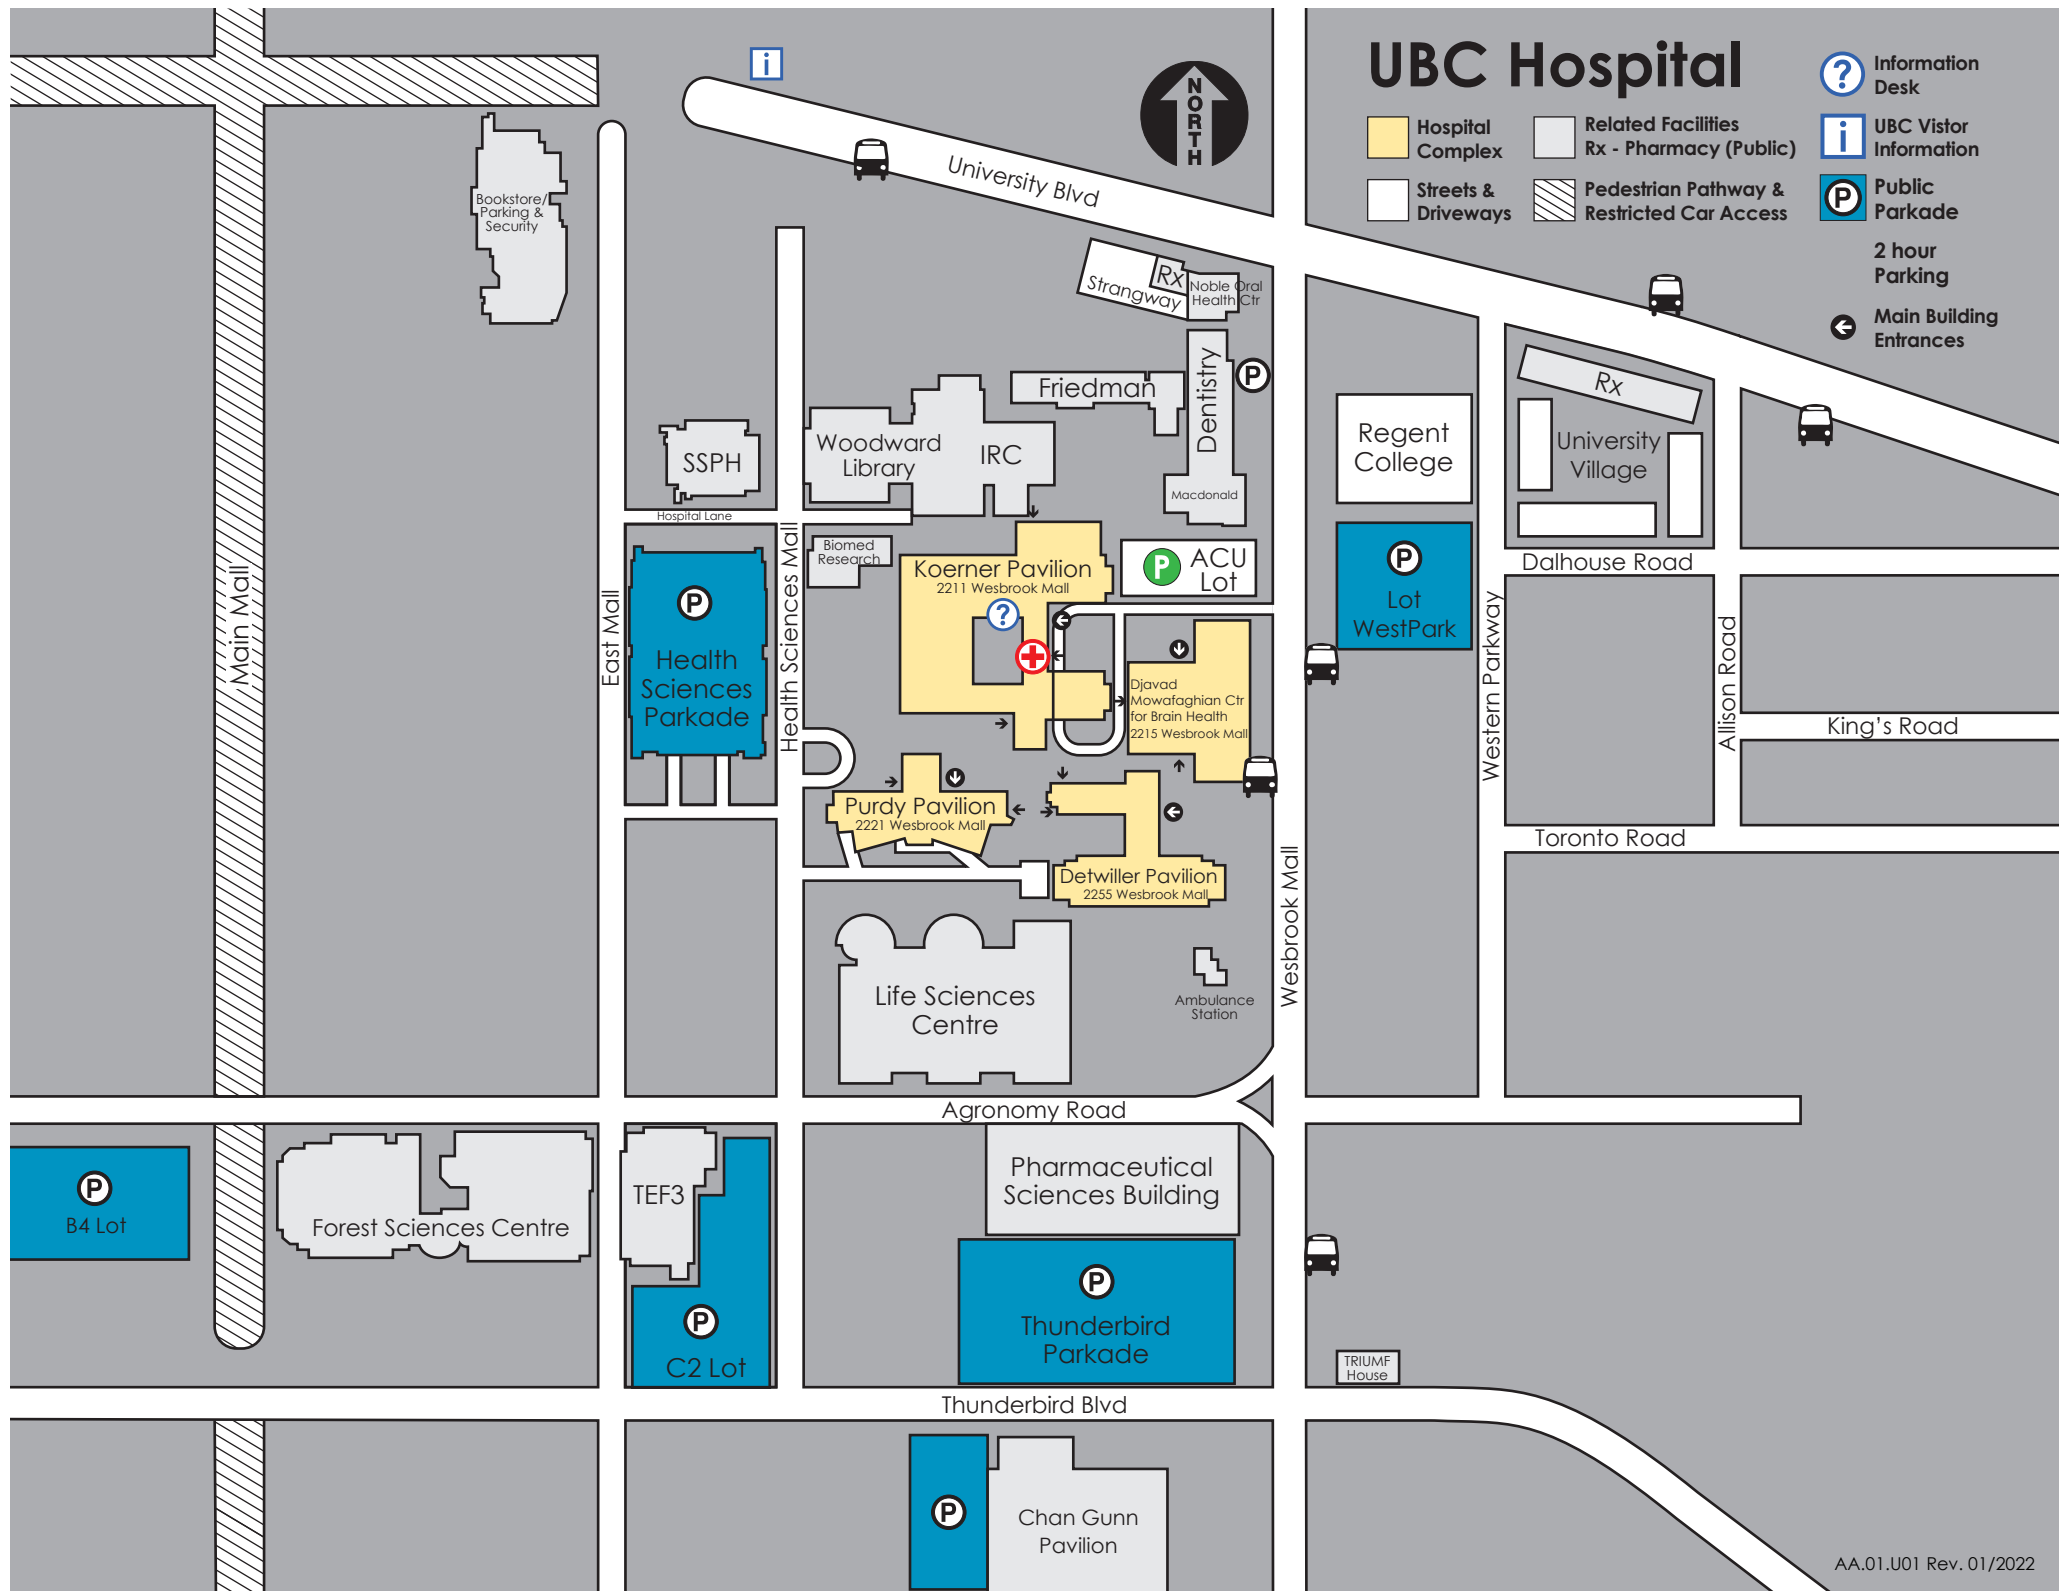 UBC Hospital
Hospital
Complex
Related Facilities
Rx - Pharmacy (Public)
Streets &
Driveways
Pedestrian Pathway &
Restricted Car Access
?
Information
Desk
i
UBC Vistor
Information
P
Public
Parkade
2 hour
Parking
Main Building
Entrances
i
NORTH
University Blvd
Bookstore/
Parking &
Security
Rx
Strangway
Noble Oral
Health Ctr
Friedman
Dentistry
P
Macdonald
Woodward
Library
IRC
SSPH
Hospital Lane
Biomed
Research
Regent
College
Rx
University
Village
P
Lot
WestPark
Dalhouse Road
Koerner Pavilion
2211 Wesbrook Mall
?
P
ACU
Lot
P
Health
Sciences
Parkade
Main Mall
East Mall
Health Sciences Mall
Djavad
Mowafaghian Ctr
for Brain Health
2215 Wesbrook Mall
Western Parkway
Allison Road
King's Road
Toronto Road
Purdy Pavilion
2221 Wesbrook Mall
Detwiller Pavilion
2255 Wesbrook Mall
Wesbrook Mall
Life Sciences
Centre
Ambulance
Station
Agronomy Road
P
B4 Lot
Forest Sciences Centre
TEF3
P
C2 Lot
Pharmaceutical
Sciences Building
P
Thunderbird
Parkade
TRIUMF
House
Thunderbird Blvd
P
Chan Gunn
Pavilion
AA.01.U01 Rev. 01/2022